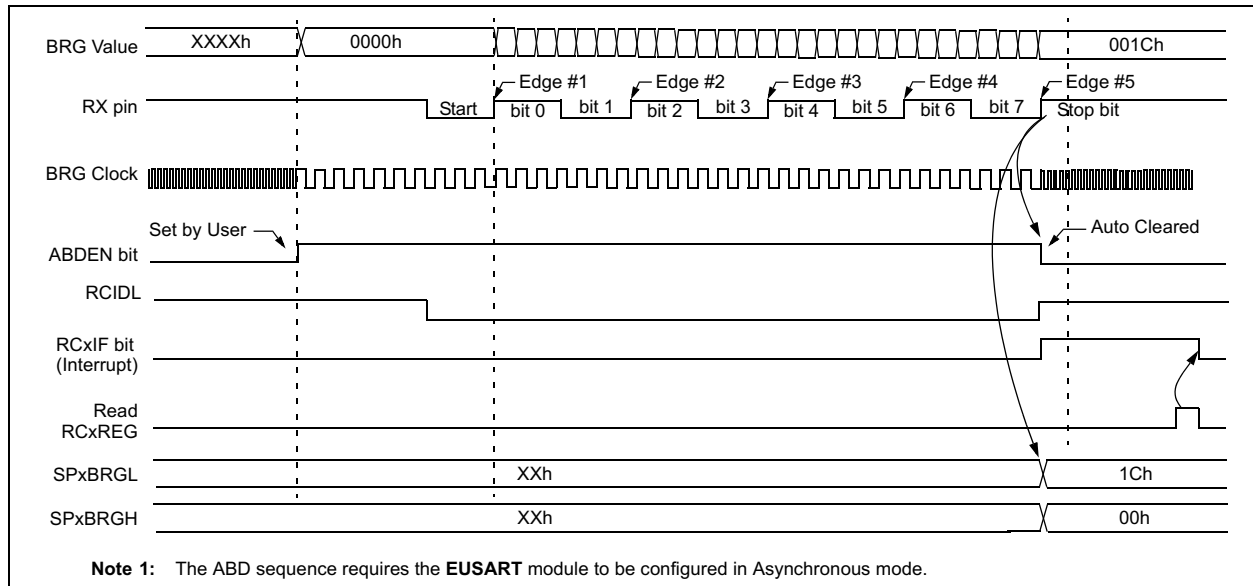 BRG Value
XXXXh
0000h
001Ch
RX pin
Start
Edge #1
bit 0
bit 1
Edge #2
bit 2
bit 3
Edge #3
bit 4
bit 5
Edge #4
bit 6
bit 7
Edge #5
Stop bit
BRG Clock
Set by User
Auto Cleared
ABDEN bit
RCIDL
RCxIF bit
(Interrupt)
Read
RCxREG
SPxBRGL
XXh
1Ch
SPxBRGH
XXh
00h
Note 1: The ABD sequence requires the EUSART module to be configured in Asynchronous mode.